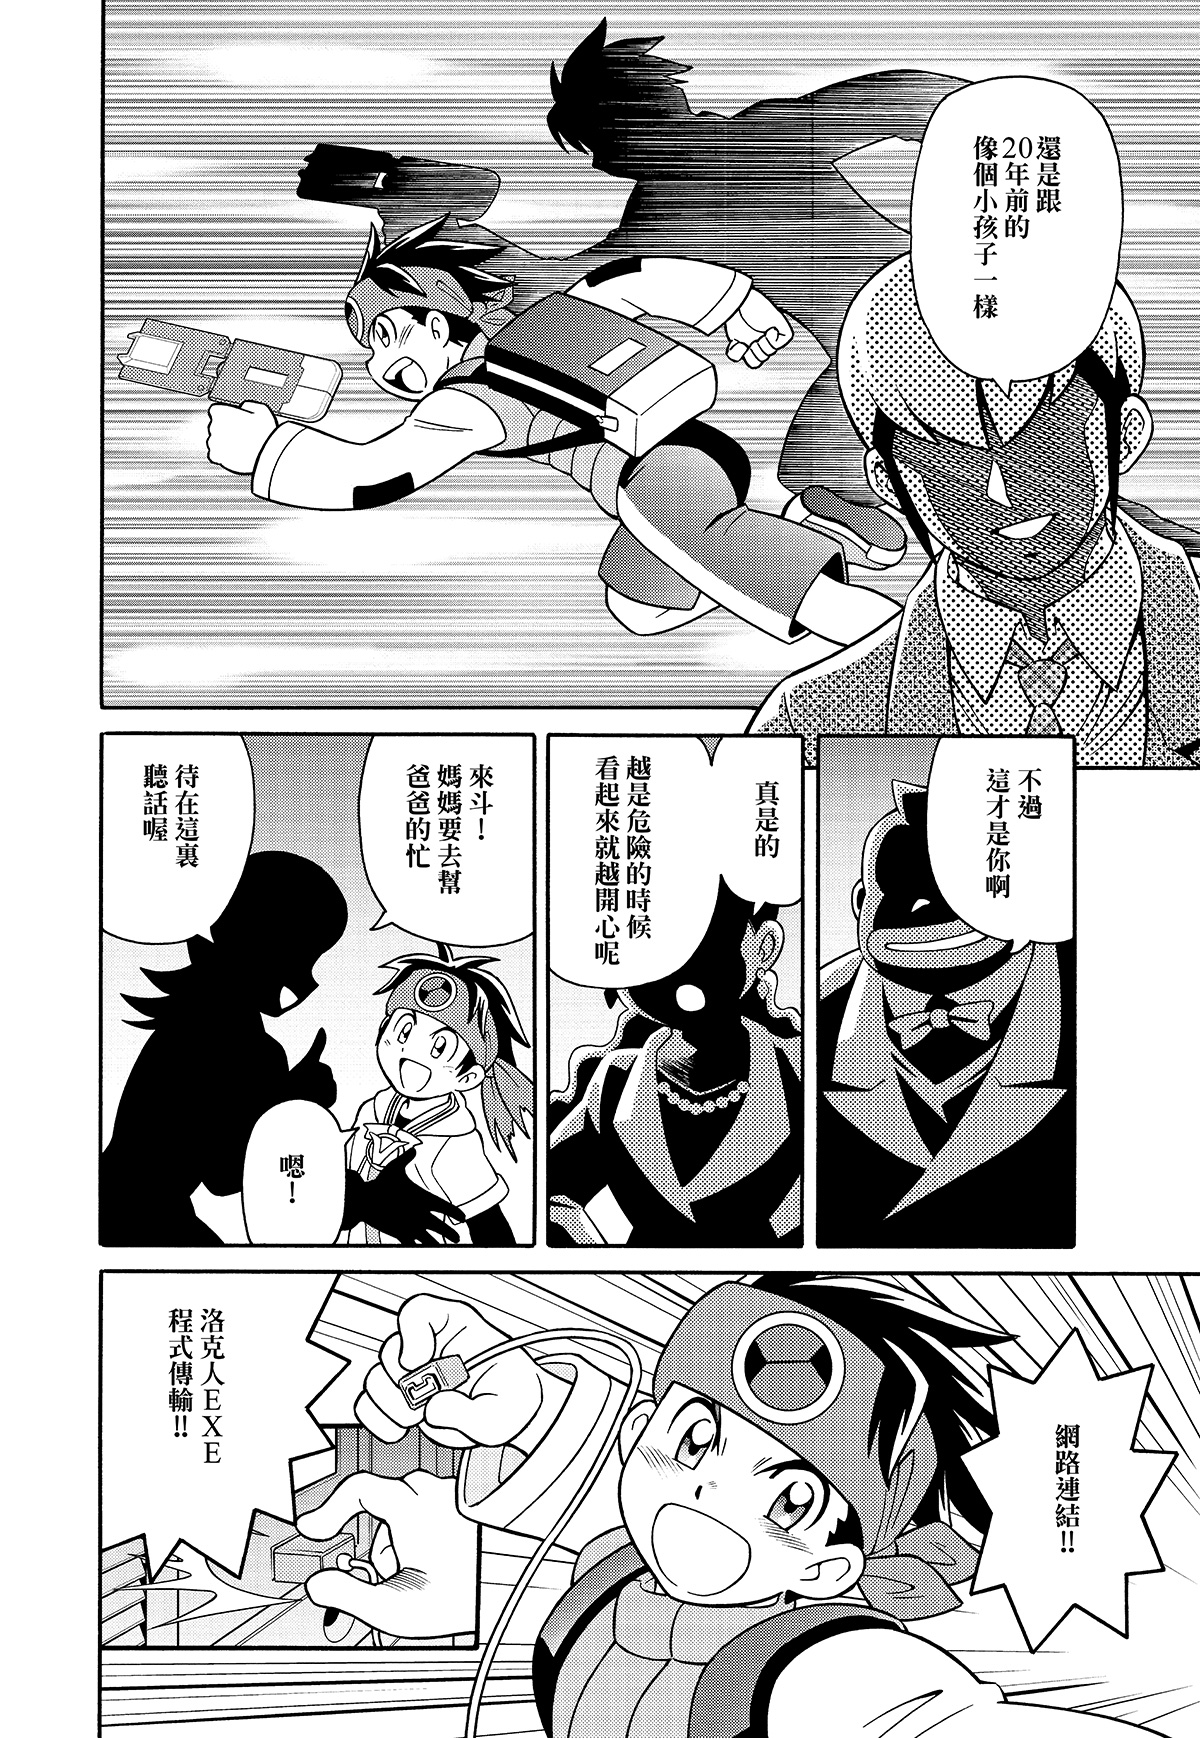 還是跟
20年前的
像個小孩子一樣
不過
這才是你啊
真是的
越是危險的時候
看起來就越開心呢
來斗！
媽媽要去幫
爸爸的忙
待在這裏
聽話喔
嗯！
網路連結!!
洛克人EXE
程式傳輸!!